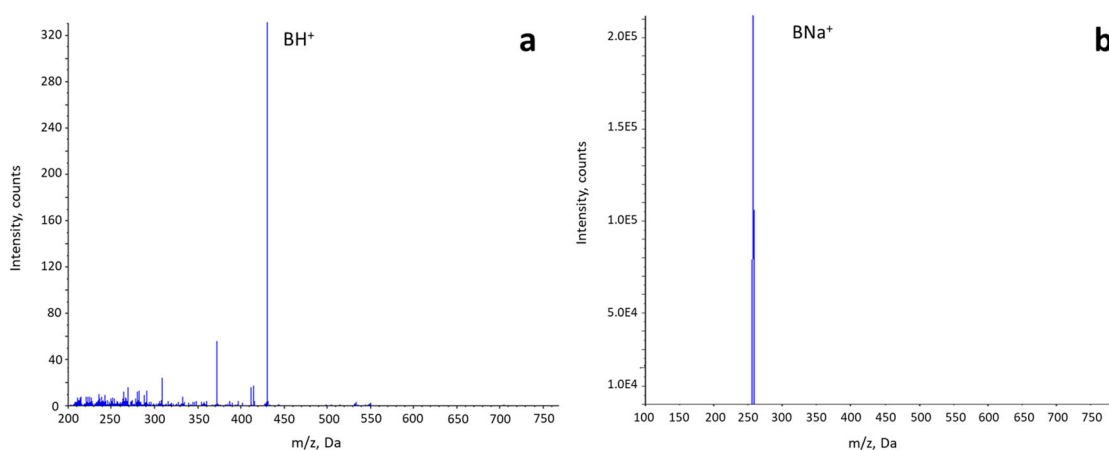 a
BH⁺
320
280
240
200
160
120
80
40
0
Intensity, counts
200 250 300 350 400 450 500 550 600 650 700 750
m/z, Da
b
BNa⁺
2.0E5
1.5E5
1.0E5
5.0E4
1.0E4
Intensity, counts
100 150 200 250 300 350 400 450 500 550 600 650 700 750
m/z, Da